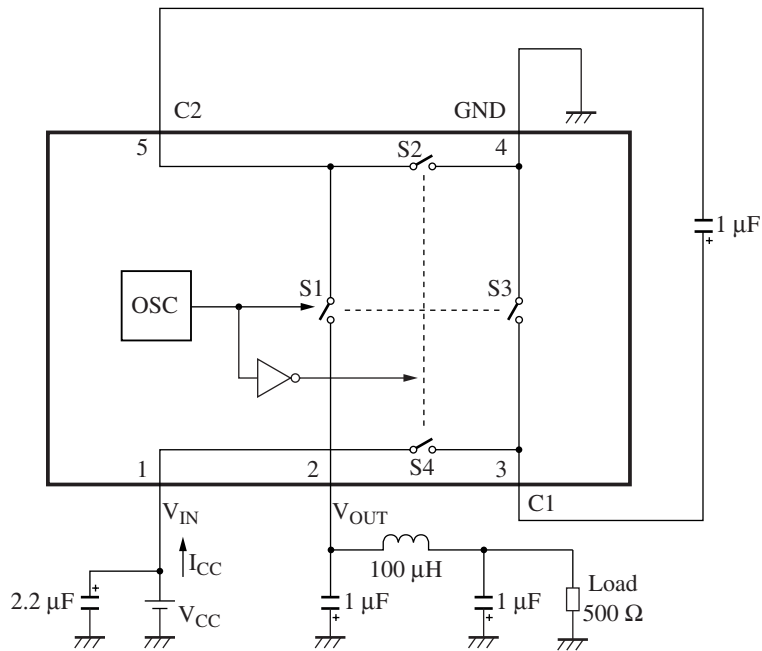 C2
GND
5
S2
4
1 µF
+
OSC
S1
S3
1
2
S4
3
C1
V_IN
V_OUT
I_CC
100 µH
2.2 µF
+
V_CC
1 µF
+
1 µF
+
Load
500 Ω